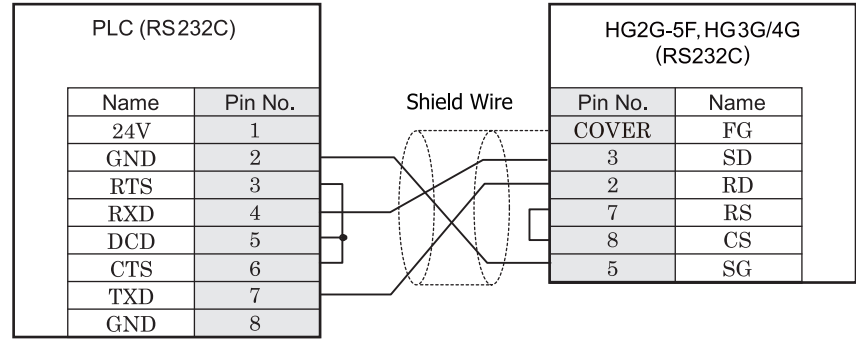 PLC (RS232C)
Name Pin No.
24V 1
GND 2
RTS 3
RXD 4
DCD 5
CTS 6
TXD 7
GND 8
Shield Wire
HG2G-5F, HG3G/4G
(RS232C)
Pin No. Name
COVER FG
3 SD
2 RD
7 RS
8 CS
5 SG